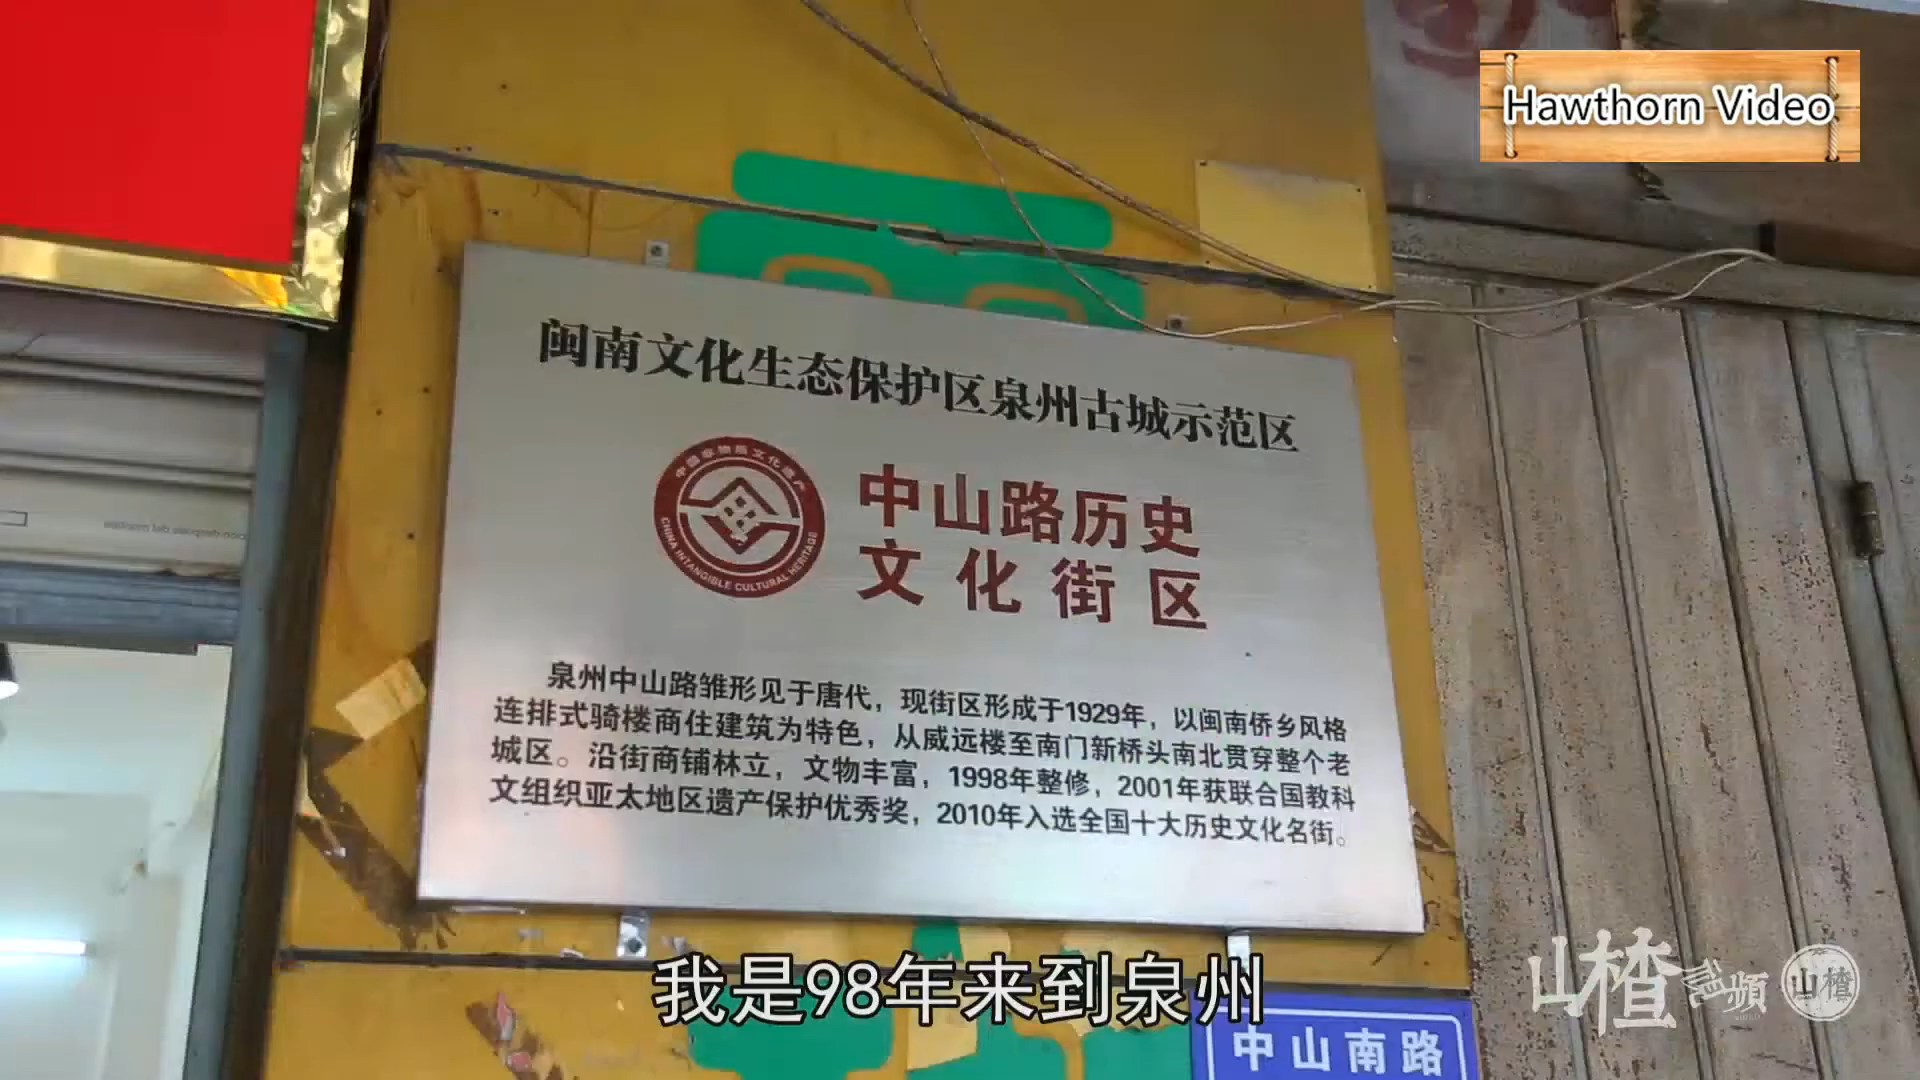 Hawthorn Video
闽南文化生态保护区泉州古城示范区
中国非物质文化遗产
CHINA INTANGIBLE CULTURAL HERITAGE
中山路历史
文化街区
泉州中山路雏形见于唐代，现街区形成于1929年，以闽南侨乡风格
连排式骑楼商住建筑为特色，从威远楼至南门新桥头南北贯穿整个老
城区。沿街商铺林立，文物丰富，1998年整修，2001年获联合国教科
文组织亚太地区遗产保护优秀奖，2010年入选全国十大历史文化名街。
我是98年来到泉州
中山南路
山楂視頻
山楂